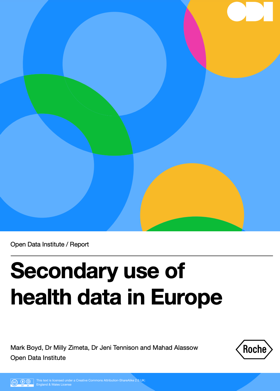 ODI
Open Data Institute / Report
Secondary use of
health data in Europe
Mark Boyd, Dr Milly Zimeta, Dr Jeni Tennison and Mahad Alassow
Open Data Institute
Roche